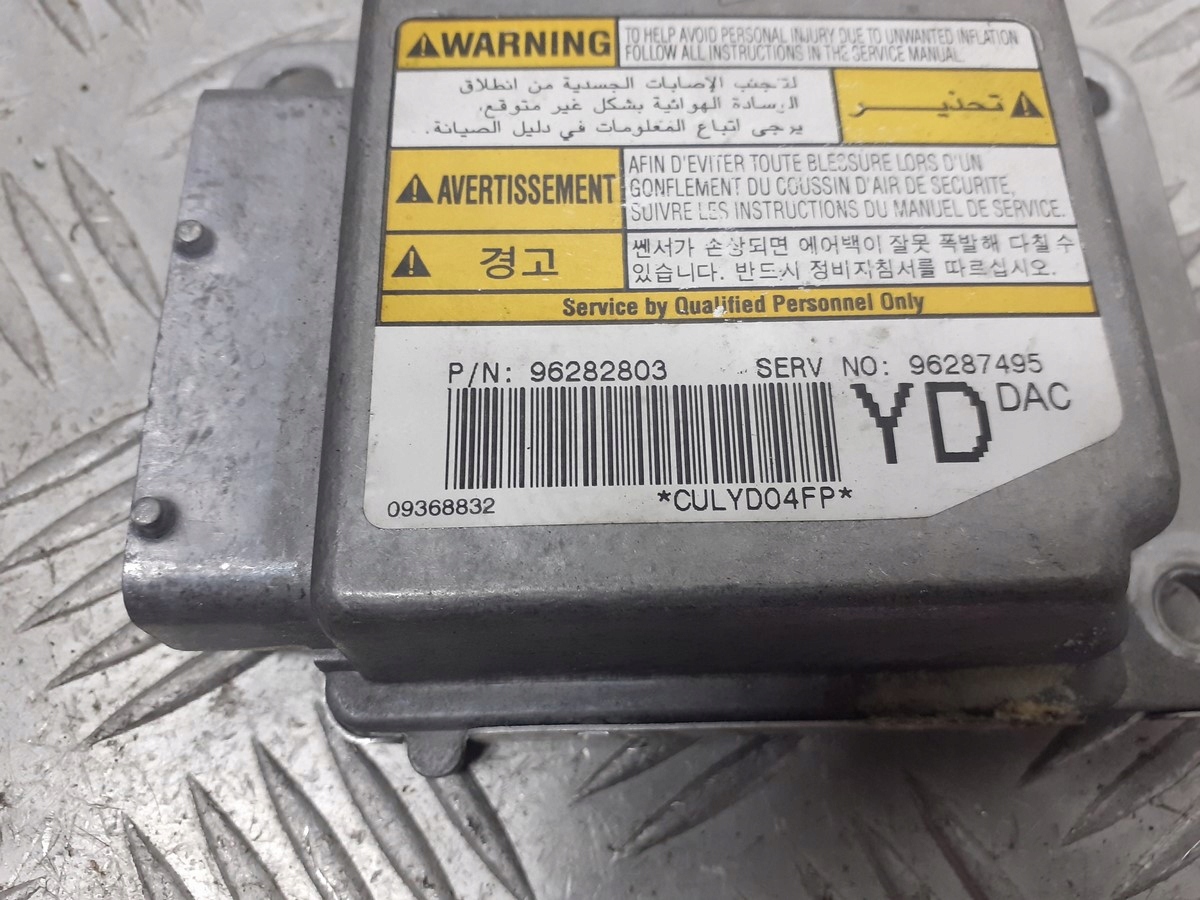 ⚠WARNING
TO HELP AVOID PERSONAL INJURY DUE TO UNWANTED INFLATION
FOLLOW ALL INSTRUCTIONS IN THE SERVICE MANUAL.
⚠ تحذيـــر
لتجنب الإصابات الجسدية من انطلاق
الوسادة الهوائية بشكل غير متوقع،
يرجى اتباع المعلومات في دليل الصيانة.
⚠AVERTISSEMENT
AFIN D'EVITER TOUTE BLESSURE LORS D'UN
GONFLEMENT DU COUSSIN D'AIR DE SECURITE,
SUIVRE LES INSTRUCTIONS DU MANUEL DE SERVICE.
⚠ 경고
쎈서가 손상되면 에어백이 잘못 폭발해 다칠 수
있습니다. 반드시 정비지침서를 따르십시오.
Service by Qualified Personnel Only
P/N: 96282803 SERV NO: 96287495
YD DAC
*CULYD04FP*
09368832